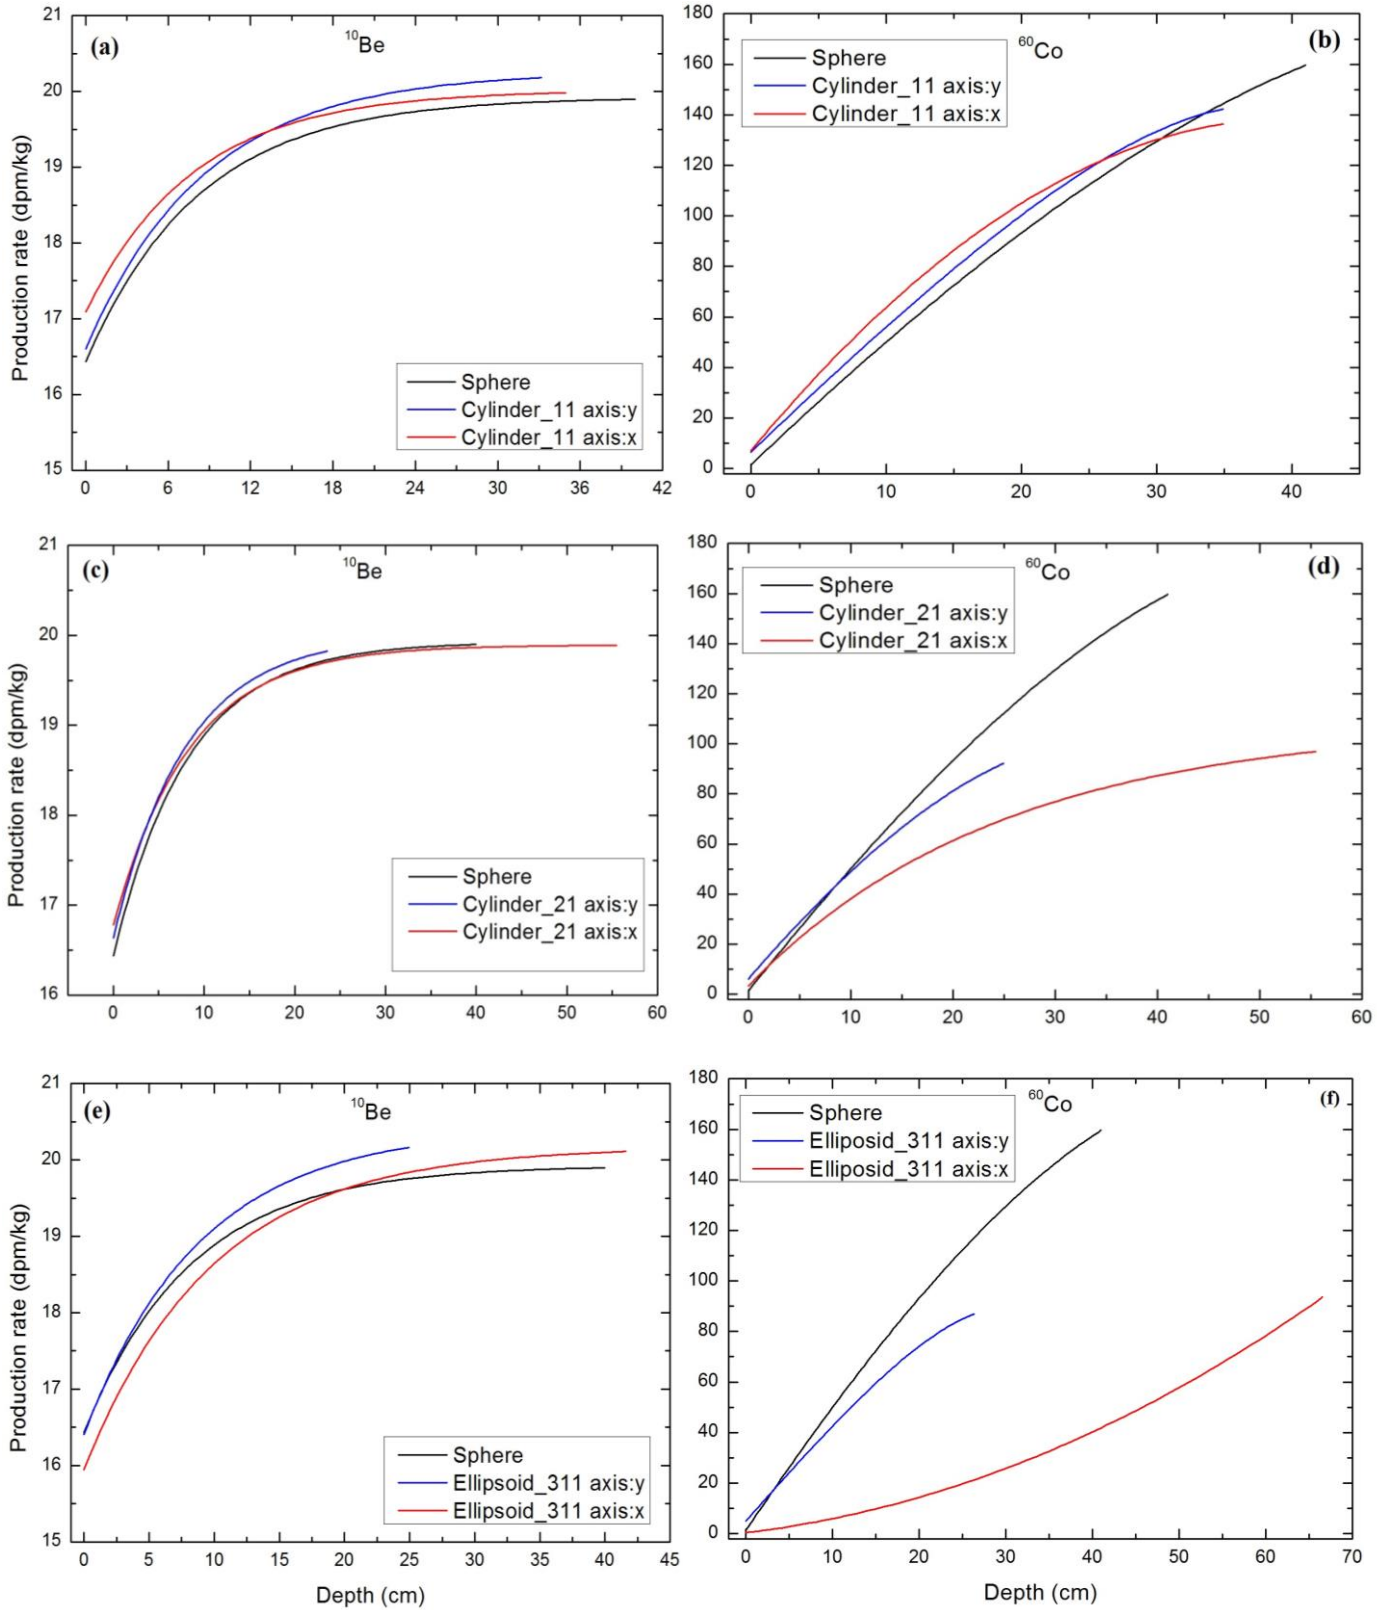 (a)
¹⁰Be
21
20
19
18
17
16
15
Production rate (dpm/kg)
Sphere
Cylinder_11 axis:y
Cylinder_11 axis:x
0 6 12 18 24 30 36 42
(b)
⁶⁰Co
180
160
140
120
100
80
60
40
20
0
Sphere
Cylinder_11 axis:y
Cylinder_11 axis:x
0 10 20 30 40
(c)
¹⁰Be
21
20
19
18
17
16
Production rate (dpm/kg)
Sphere
Cylinder_21 axis:y
Cylinder_21 axis:x
0 10 20 30 40 50 60
(d)
⁶⁰Co
180
160
140
120
100
80
60
40
20
0
Sphere
Cylinder_21 axis:y
Cylinder_21 axis:x
0 10 20 30 40 50 60
(e)
¹⁰Be
21
20
19
18
17
16
15
Production rate (dpm/kg)
Sphere
Ellipsoid_311 axis:y
Ellipsoid_311 axis:x
0 5 10 15 20 25 30 35 40 45
Depth (cm)
(f)
⁶⁰Co
180
160
140
120
100
80
60
40
20
0
Sphere
Elliposid_311 axis:y
Elliposid_311 axis:x
0 10 20 30 40 50 60 70
Depth (cm)